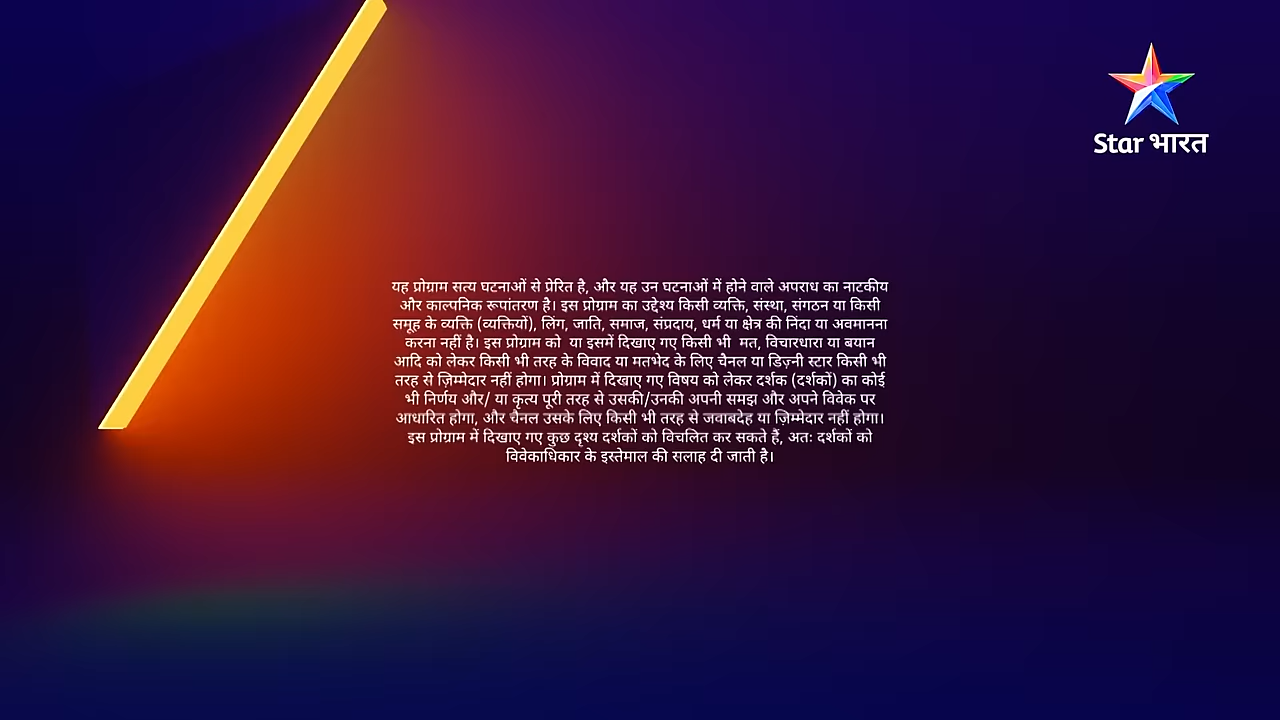 Star भारत
यह प्रोग्राम सत्य घटनाओं से प्रेरित है, और यह उन घटनाओं में होने वाले अपराध का नाटकीय
और काल्पनिक रूपांतरण है। इस प्रोग्राम का उद्देश्य किसी व्यक्ति, संस्था, संगठन या किसी
समूह के व्यक्ति (व्यक्तियों), लिंग, जाति, समाज, संप्रदाय, धर्म या क्षेत्र की निंदा या अवमानना
करना नहीं है। इस प्रोग्राम को या इसमें दिखाए गए किसी भी मत, विचारधारा या बयान
आदि को लेकर किसी भी तरह के विवाद या मतभेद के लिए चैनल या डिज़्नी स्टार किसी भी
तरह से ज़िम्मेदार नहीं होगा। प्रोग्राम में दिखाए गए विषय को लेकर दर्शक (दर्शकों) का कोई
भी निर्णय और/ या कृत्य पूरी तरह से उसकी/उनकी अपनी समझ और अपने विवेक पर
आधारित होगा, और चैनल उसके लिए किसी भी तरह से जवाबदेह या ज़िम्मेदार नहीं होगा।
इस प्रोग्राम में दिखाए गए कुछ दृश्य दर्शकों को विचलित कर सकते हैं, अतः दर्शकों को
विवेकाधिकार के इस्तेमाल की सलाह दी जाती है।